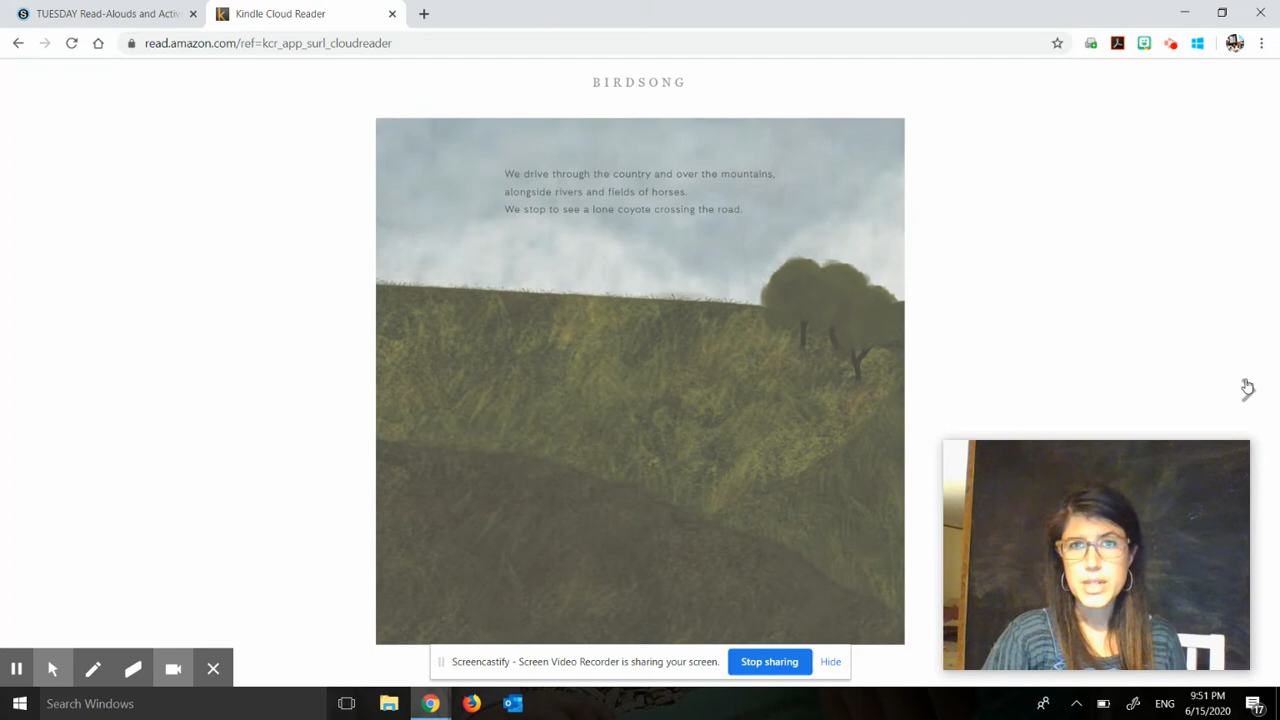 TUESDAY Read-Alouds and Activ
Kindle Cloud Reader
read.amazon.com/ref=kcr_app_surl_cloudreader
BIRDSONG
We drive through the country and over the mountains,
alongside rivers and fields of horses.
We stop to see a lone coyote crossing the road.
Screencastify - Screen Video Recorder is sharing your screen.
Stop sharing
Hide
Search Windows
ENG
9:51 PM
6/15/2020
17